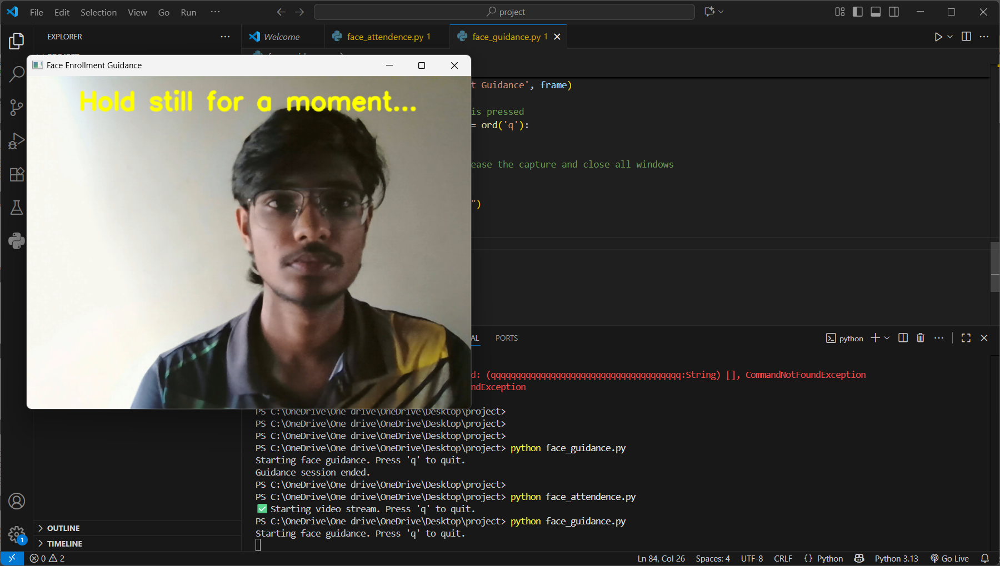 File Edit Selection View Go Run ···
project
EXPLORER ···
Welcome
face_attendence.py 1
face_guidance.py 1
Face Enrollment Guidance
Hold still for a moment...
t Guidance', frame)
is pressed
= ord('q'):
ease the capture and close all windows
")
AL PORTS
python
d: (qqqqqqqqqqqqqqqqqqqqqqqqqqqqqqqqqqqqqq:String) [], CommandNotFoundException
ndException
PS C:\OneDrive\One drive\OneDrive\Desktop\project>
PS C:\OneDrive\One drive\OneDrive\Desktop\project>
PS C:\OneDrive\One drive\OneDrive\Desktop\project>
PS C:\OneDrive\One drive\OneDrive\Desktop\project> python face_guidance.py
Starting face guidance. Press 'q' to quit.
Guidance session ended.
PS C:\OneDrive\One drive\OneDrive\Desktop\project>
PS C:\OneDrive\One drive\OneDrive\Desktop\project> python face_attendence.py
✅ Starting video stream. Press 'q' to quit.
PS C:\OneDrive\One drive\OneDrive\Desktop\project> python face_guidance.py
Starting face guidance. Press 'q' to quit.
OUTLINE
TIMELINE
1
0 2 Ln 84, Col 26 Spaces: 4 UTF-8 CRLF {} Python Python 3.13 Go Live